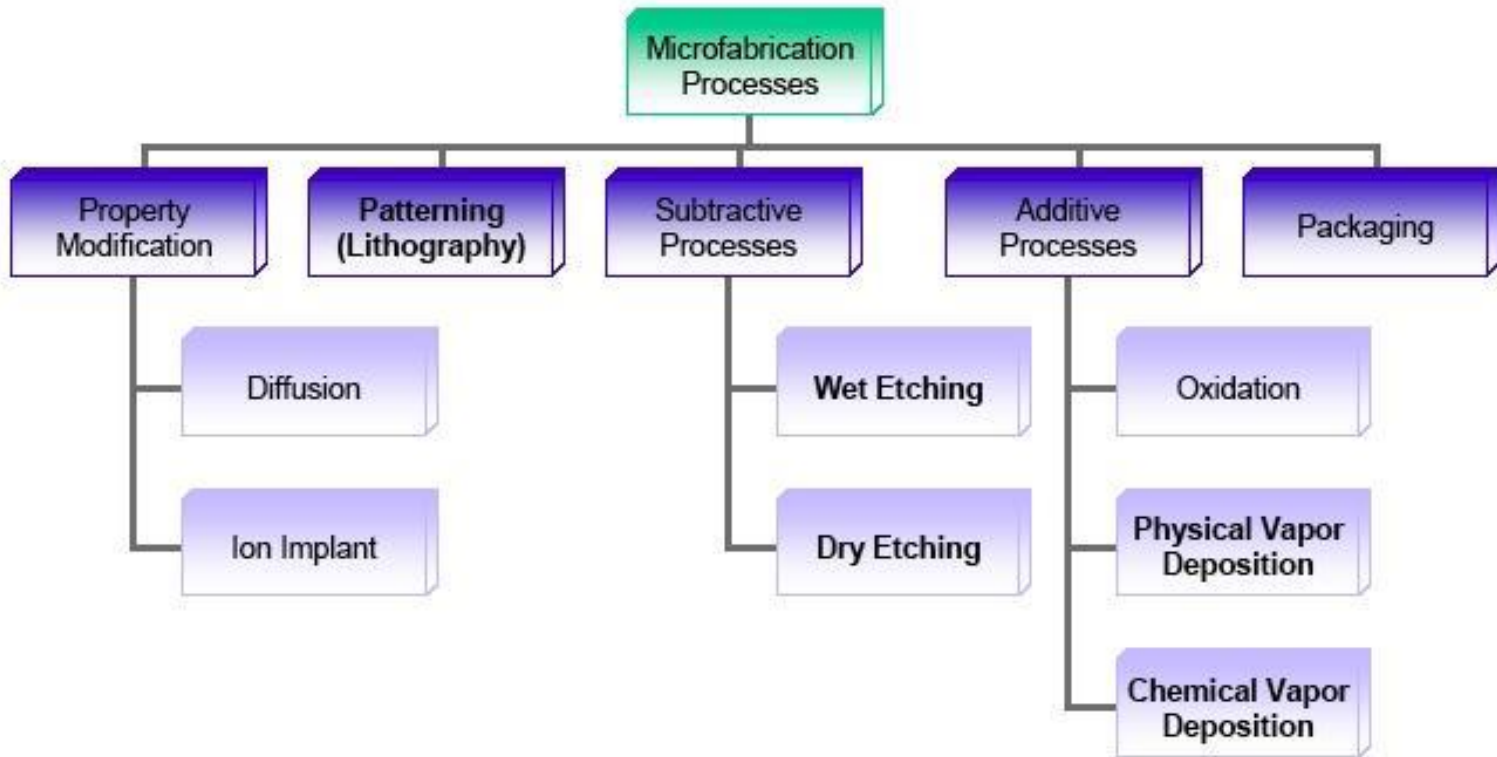 Microfabrication
Processes
Property
Modification
Patterning
(Lithography)
Subtractive
Processes
Additive
Processes
Packaging
Diffusion
Ion Implant
Wet Etching
Dry Etching
Oxidation
Physical Vapor
Deposition
Chemical Vapor
Deposition